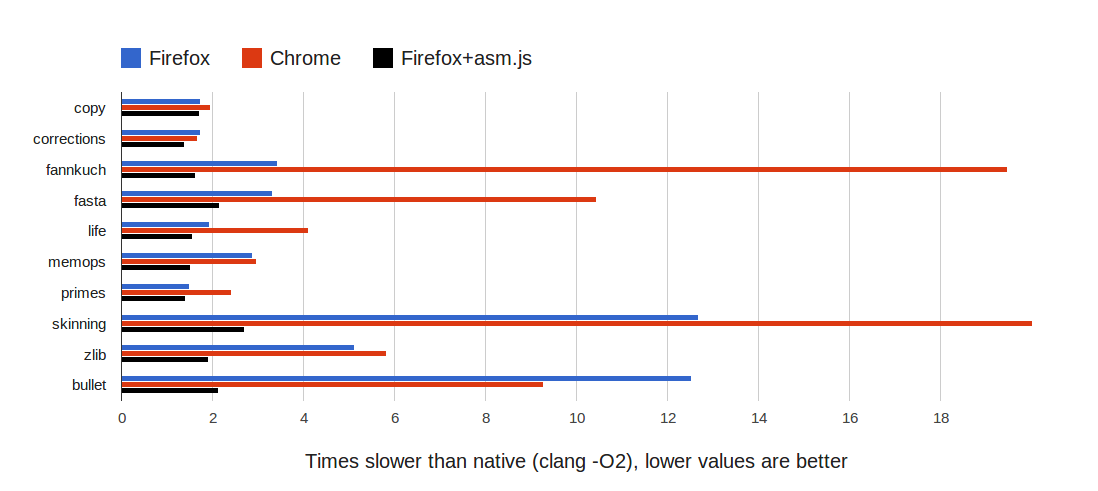 Firefox Chrome Firefox+asm.js
copy
corrections
fannkuch
fasta
life
memops
primes
skinning
zlib
bullet
0 2 4 6 8 10 12 14 16 18
Times slower than native (clang -O2), lower values are better